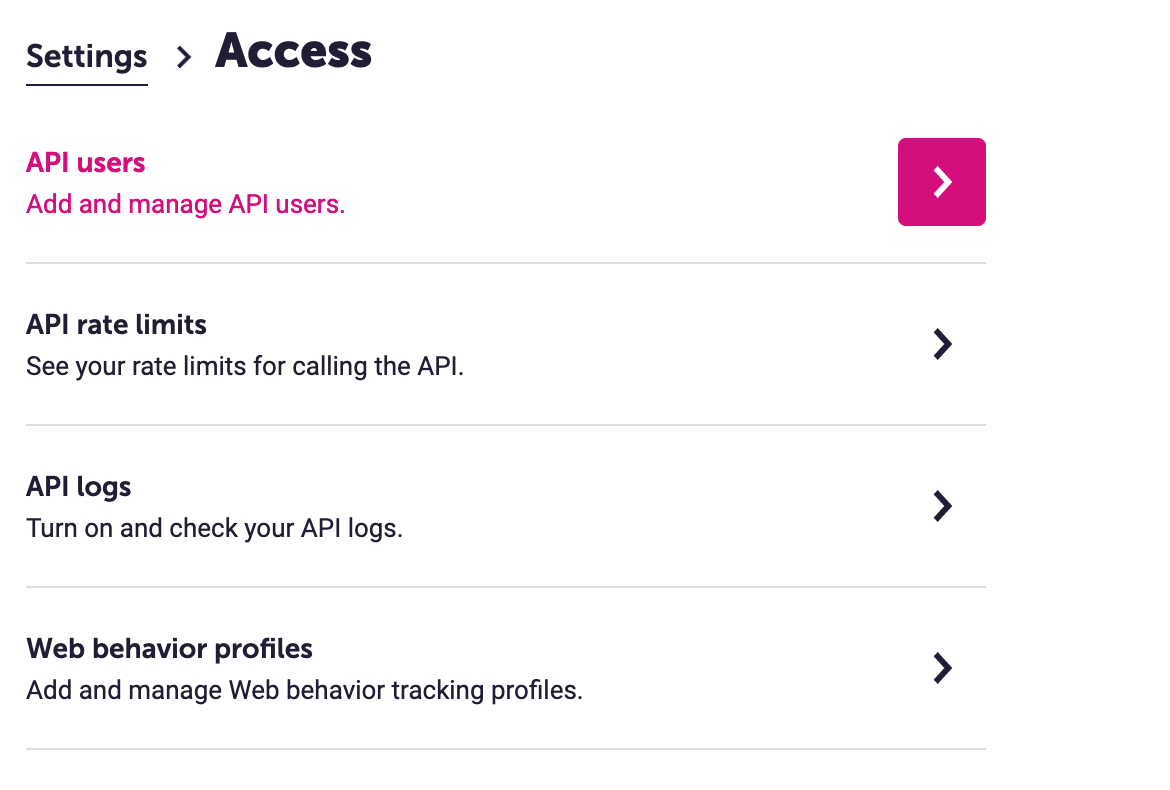 Settings > Access
API users
Add and manage API users.
API rate limits
See your rate limits for calling the API.
API logs
Turn on and check your API logs.
Web behavior profiles
Add and manage Web behavior tracking profiles.